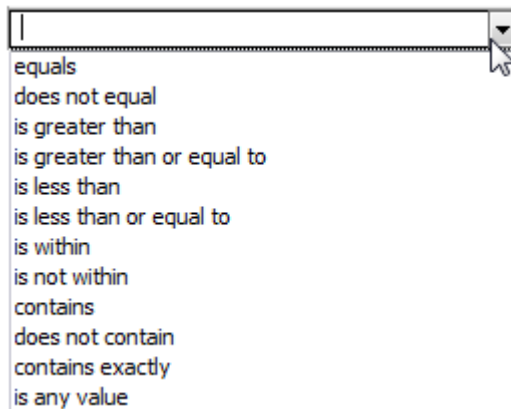 equals
does not equal
is greater than
is greater than or equal to
is less than
is less than or equal to
is within
is not within
contains
does not contain
contains exactly
is any value